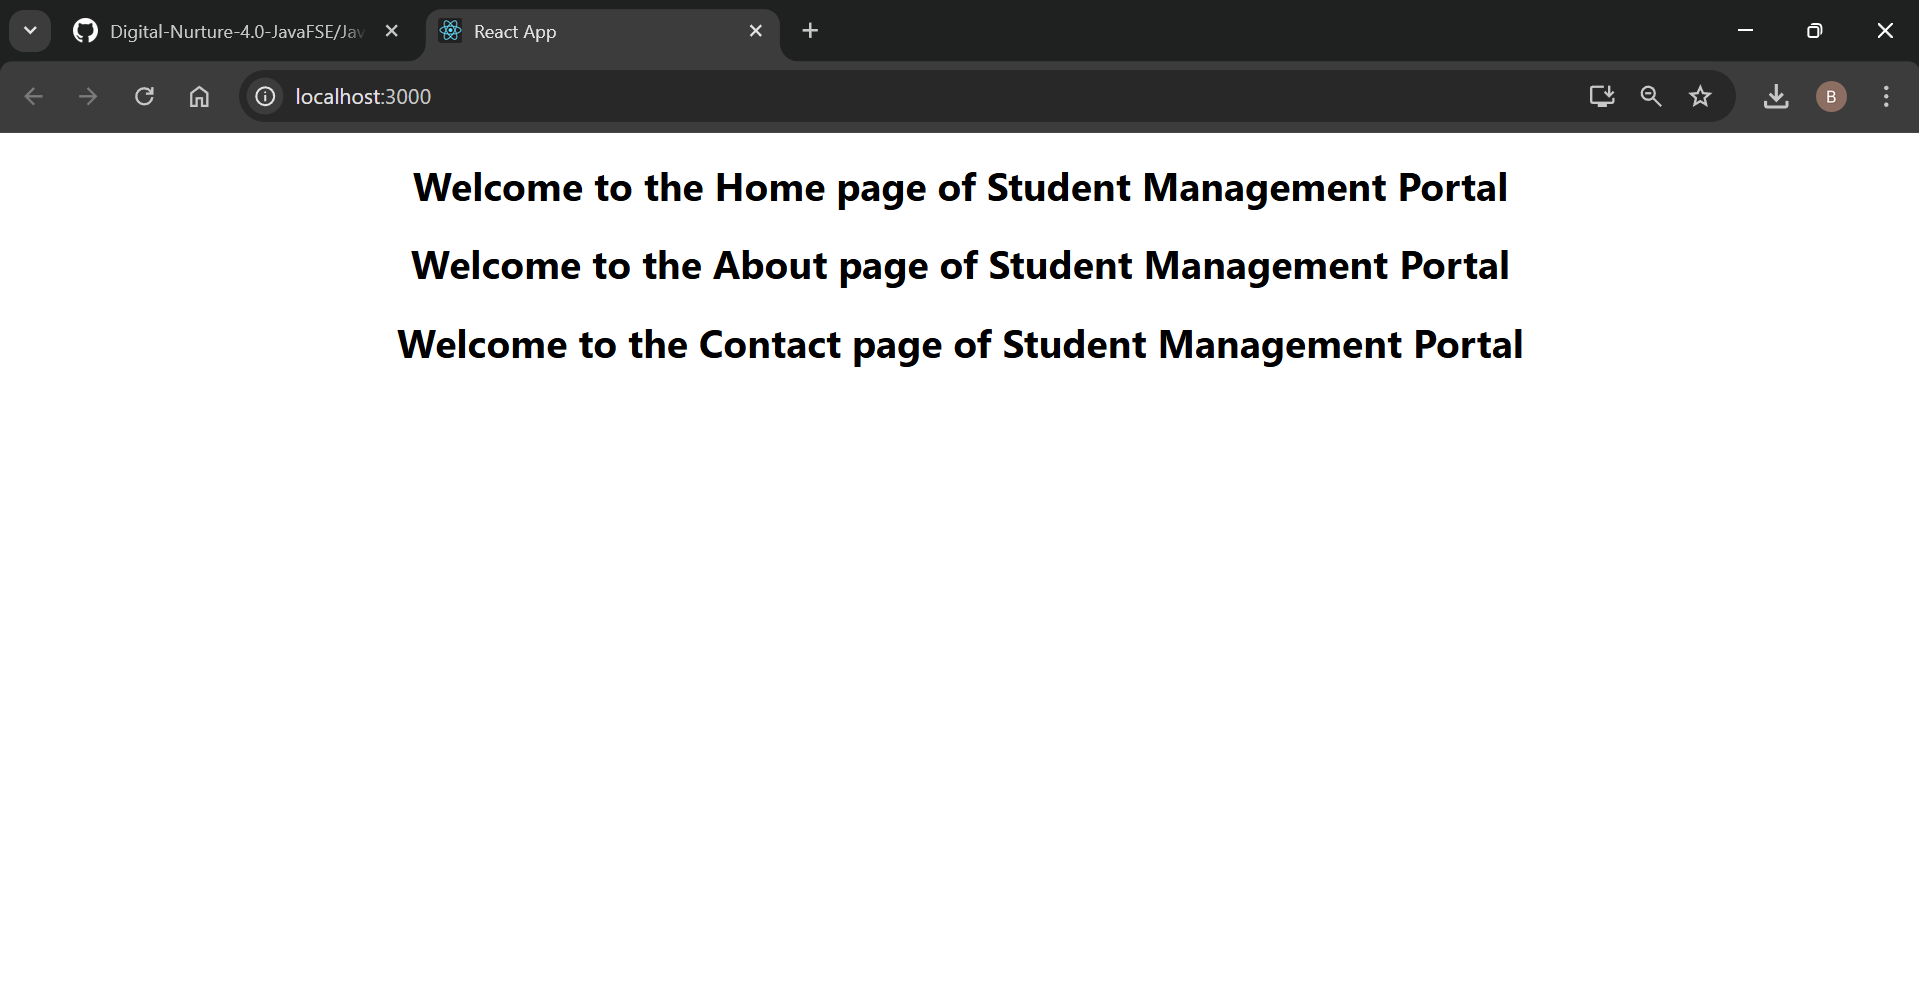 Digital-Nurture-4.0-JavaFSE/Jav
React App
localhost:3000
B
Welcome to the Home page of Student Management Portal
Welcome to the About page of Student Management Portal
Welcome to the Contact page of Student Management Portal